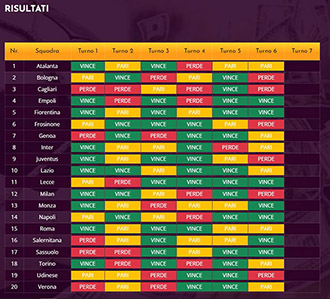 RISULTATI
Nr. Squadra Turno 1 Turno 2 Turno 3 Turno 4 Turno 5 Turno 6 Turno 7
1 Atalanta VINCE PARI VINCE PERDE VINCE PARI
2 Bologna PARI VINCE PERDE PARI VINCE PERDE
3 Cagliari PERDE PERDE PARI PERDE PERDE PERDE
4 Empoli PERDE VINCE PERDE PERDE VINCE VINCE
5 Fiorentina VINCE PARI VINCE PARI VINCE VINCE
6 Frosinone VINCE PARI VINCE PARI VINCE PARI
7 Genoa PERDE VINCE PERDE VINCE VINCE PARI
8 Inter VINCE PARI PARI VINCE PERDE PARI
9 Juventus VINCE PARI VINCE VINCE PARI PERDE
10 Lazio VINCE PARI VINCE PARI VINCE VINCE
11 Lecce PARI PERDE VINCE VINCE VINCE VINCE
12 Milan VINCE PARI VINCE PERDE VINCE PERDE
13 Monza VINCE PARI PERDE PARI VINCE VINCE
14 Napoli PARI VINCE PARI PERDE VINCE VINCE
15 Roma VINCE PARI VINCE VINCE VINCE PARI
16 Salernitana PERDE PARI VINCE PARI PARI VINCE
17 Sassuolo PERDE PERDE VINCE PARI VINCE VINCE
18 Torino VINCE PERDE VINCE PERDE VINCE VINCE
19 Udinese PARI PERDE VINCE VINCE VINCE PERDE
20 Verona PERDE PARI PERDE VINCE VINCE PARI